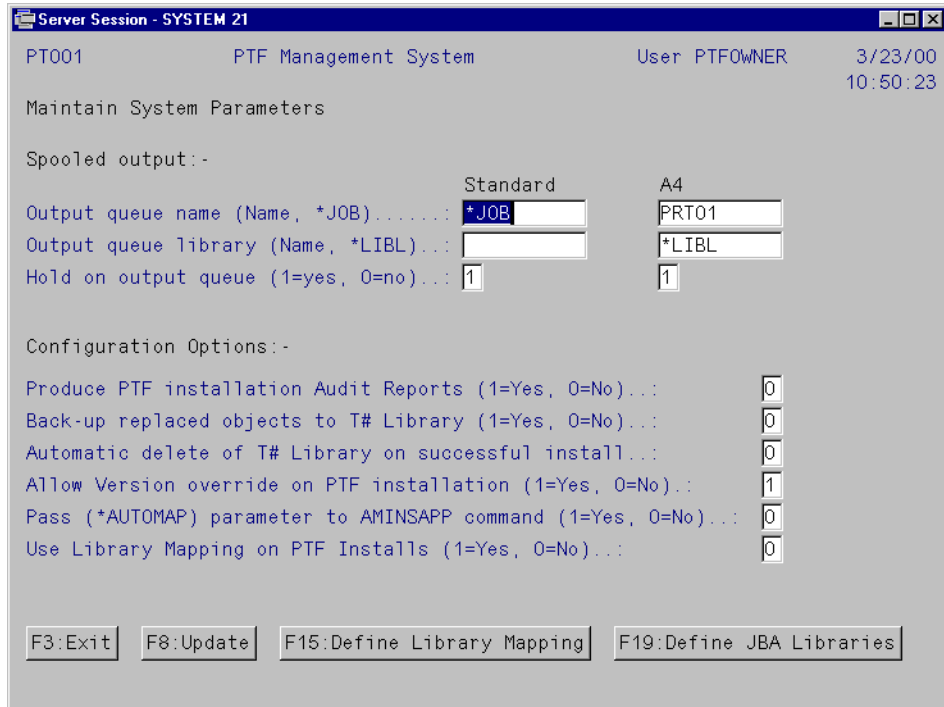 Server Session - SYSTEM 21
PT001 PTF Management System User PTFOWNER 3/23/00
10:50:23
Maintain System Parameters
Spooled output:-
Standard A4
Output queue name (Name, *JOB)......: *JOB PRT01
Output queue library (Name, *LIBL)..: *LIBL
Hold on output queue (1=yes, 0=no)..: 1 1
Configuration Options:-
Produce PTF installation Audit Reports (1=Yes, 0=No)..: 0
Back-up replaced objects to T# Library (1=Yes, 0=No)..: 0
Automatic delete of T# Library on successful install..: 0
Allow Version override on PTF installation (1=Yes, 0=No).: 1
Pass (*AUTOMAP) parameter to AMINSAPP command (1=Yes, 0=No)..: 0
Use Library Mapping on PTF Installs (1=Yes, 0=No)..: 0
F3:Exit F8:Update F15:Define Library Mapping F19:Define JBA Libraries